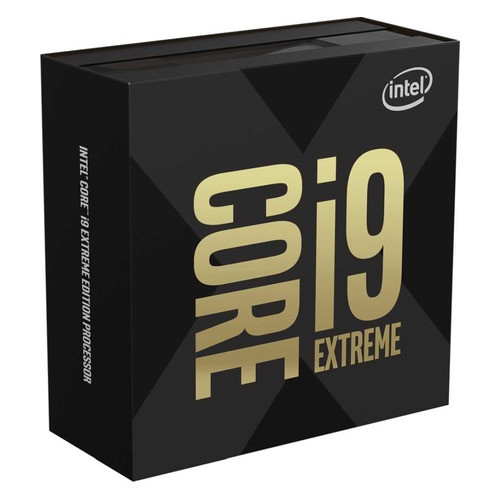 INTEL® CORE™ i9 EXTREME EDITION PROCESSOR
intel®
CORE
i9
EXTREME